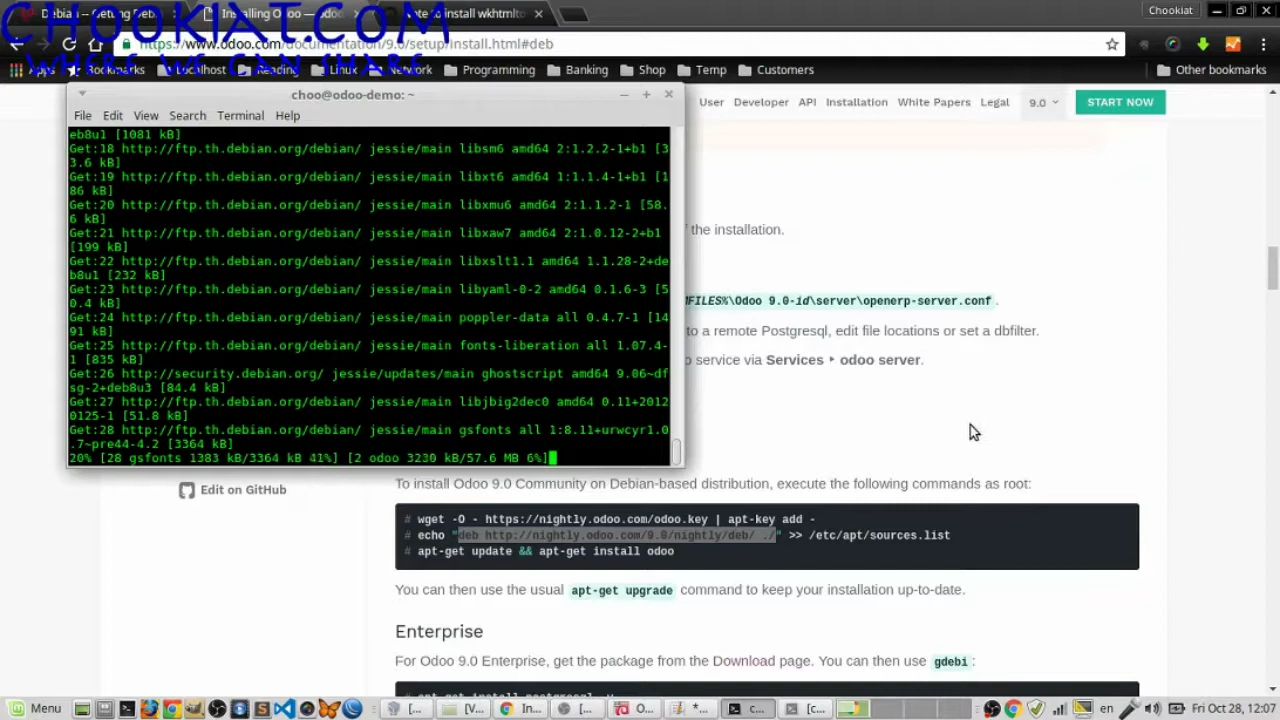 CHOOKIAT.COM
WHERE WE CAN SHARE
Debian -- Getting Debi
Installing Odoo — odoo
te to install wkhtmlto
Chookiat
https://www.odoo.com/documentation/9.0/setup/install.html#deb
Apps
Bookmarks
Localhost
Reading
Linux
Network
Programming
Banking
Shop
Temp
Customers
Other bookmarks
choo@odoo-demo: ~
File Edit View Search Terminal Help
User Developer API Installation White Papers Legal 9.0 START NOW
eb8u1 [1081 kB]
Get:18 http://ftp.th.debian.org/debian/ jessie/main libsm6 amd64 2:1.2.2-1+b1 [3
3.6 kB]
Get:19 http://ftp.th.debian.org/debian/ jessie/main libxt6 amd64 1:1.1.4-1+b1 [1
86 kB]
Get:20 http://ftp.th.debian.org/debian/ jessie/main libxmu6 amd64 2:1.1.2-1 [58.
6 kB]
Get:21 http://ftp.th.debian.org/debian/ jessie/main libxaw7 amd64 2:1.0.12-2+b1
[199 kB]
Get:22 http://ftp.th.debian.org/debian/ jessie/main libxslt1.1 amd64 1.1.28-2+de
b8u1 [232 kB]
Get:23 http://ftp.th.debian.org/debian/ jessie/main libyaml-0-2 amd64 0.1.6-3 [5
0.4 kB]
Get:24 http://ftp.th.debian.org/debian/ jessie/main poppler-data all 0.4.7-1 [14
91 kB]
Get:25 http://ftp.th.debian.org/debian/ jessie/main fonts-liberation all 1.07.4-
1 [835 kB]
Get:26 http://security.debian.org/ jessie/updates/main ghostscript amd64 9.06~df
sg-2+deb8u3 [84.4 kB]
Get:27 http://ftp.th.debian.org/debian/ jessie/main libjbig2dec0 amd64 0.11+2012
0125-1 [51.8 kB]
Get:28 http://ftp.th.debian.org/debian/ jessie/main gsfonts all 1:8.11+urwcyr1.0
.7~pre44-4.2 [3364 kB]
20% [28 gsfonts 1383 kB/3364 kB 41%] [2 odoo 3230 kB/57.6 MB 6%]
the installation.
MFILES%\Odoo 9.0-id\server\openerp-server.conf.
to a remote Postgresql, edit file locations or set a dbfilter.
service via Services ‣ odoo server.
Edit on GitHub
To install Odoo 9.0 Community on Debian-based distribution, execute the following commands as root:
# wget -O - https://nightly.odoo.com/odoo.key | apt-key add -
# echo "deb http://nightly.odoo.com/9.0/nightly/deb/ ./" >> /etc/apt/sources.list
# apt-get update && apt-get install odoo
You can then use the usual apt-get upgrade command to keep your installation up-to-date.
Enterprise
For Odoo 9.0 Enterprise, get the package from the Download page. You can then use gdebi :
# apt-get install postgresql -y
Menu
[...
[V...
In...
[...
O...
*...
c...
[c...
Fri Oct 28, 12:07